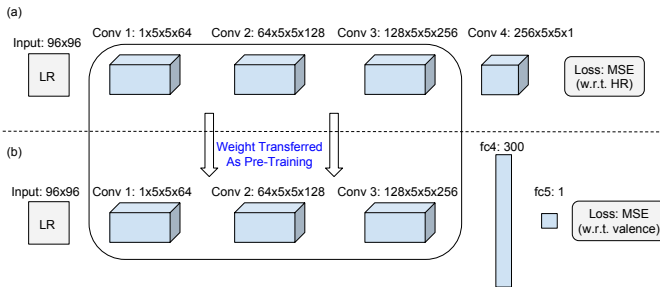 (a)
Conv 1: 1x5x5x64
Conv 2: 64x5x5x128
Conv 3: 128x5x5x256
Conv 4: 256x5x5x1
Input: 96x96
LR
Loss: MSE
(w.r.t. HR)
Weight Transferred
As Pre-Training
(b)
fc4: 300
Input: 96x96
Conv 1: 1x5x5x64
Conv 2: 64x5x5x128
Conv 3: 128x5x5x256
fc5: 1
LR
Loss: MSE
(w.r.t. valence)